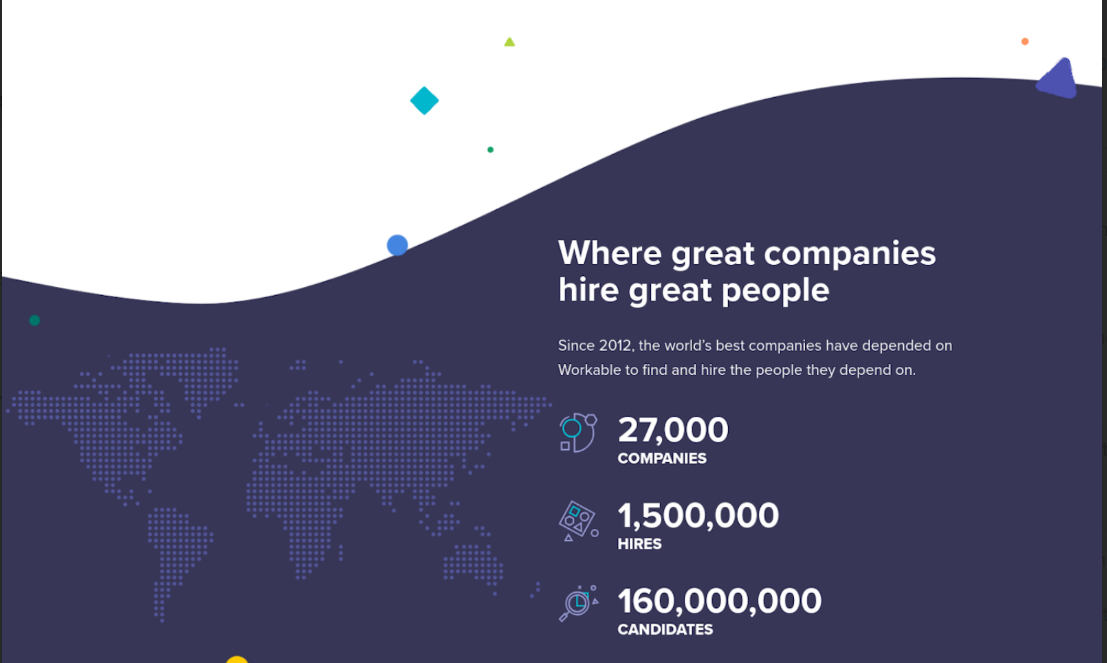 Where great companies
hire great people
Since 2012, the world’s best companies have depended on
Workable to find and hire the people they depend on.
27,000
COMPANIES
1,500,000
HIRES
160,000,000
CANDIDATES